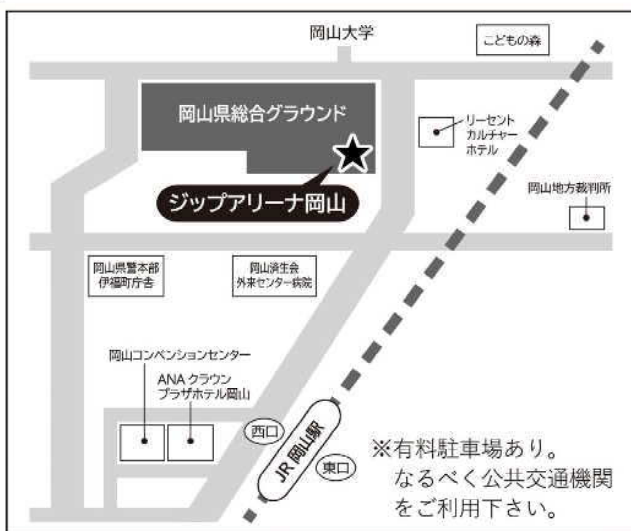 岡山大学
こどもの森
岡山県総合グラウンド
リーセント
カルチャー
ホテル
ジップアリーナ岡山
岡山地方裁判所
岡山県警本部
伊福町庁舎
岡山済生会
外来センター病院
岡山コンベンションセンター
ANAクラウン
プラザホテル岡山
西口
JR岡山駅
東口
※有料駐車場あり。
なるべく公共交通機関
をご利用下さい。